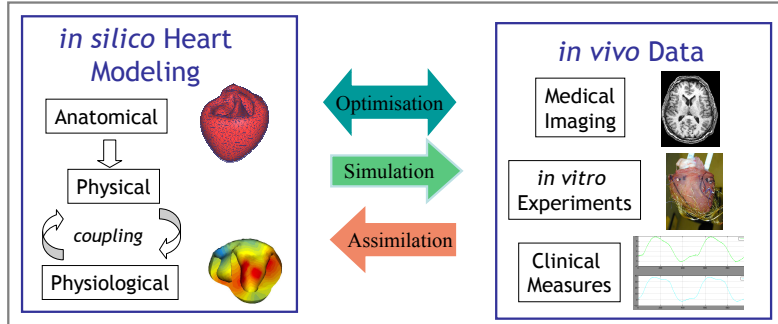 in silico Heart
Modeling
Anatomical
Physical
coupling
Physiological
Optimisation
Simulation
Assimilation
in vivo Data
Medical
Imaging
in vitro
Experiments
Clinical
Measures